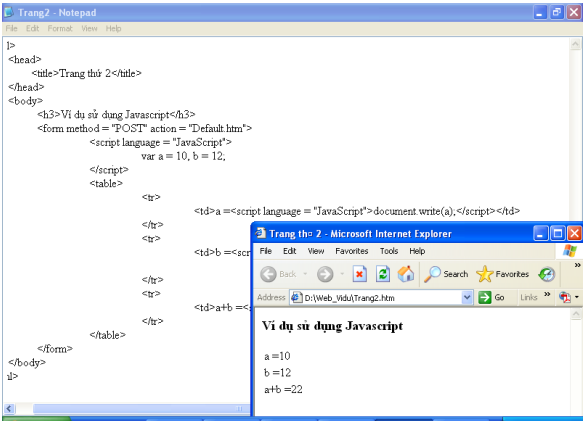 Trang2 - Notepad
File Edit Format View Help
l>
<head>
<title>Trang thứ 2</title>
</head>
<body>
<h3>Ví dụ sử dụng Javascript</h3>
<form method = "POST" action = "Default.htm">
<script language = "JavaScript">
var a = 10, b = 12;
</script>
<table>
<tr>
<td>a =<script language = "JavaScript">document.write(a);</script></td>
</tr>
<tr>
<td>b =<scr
</tr>
<tr>
<td>a+b =<s
</tr>
</table>
</form>
</body>
ml>
Trang th¤ 2 - Microsoft Internet Explorer
File Edit View Favorites Tools Help
Back Search Favorites
Address D:\Web_Vidu\Trang2.htm Go Links
Ví dụ sử dụng Javascript
a =10
b =12
a+b =22